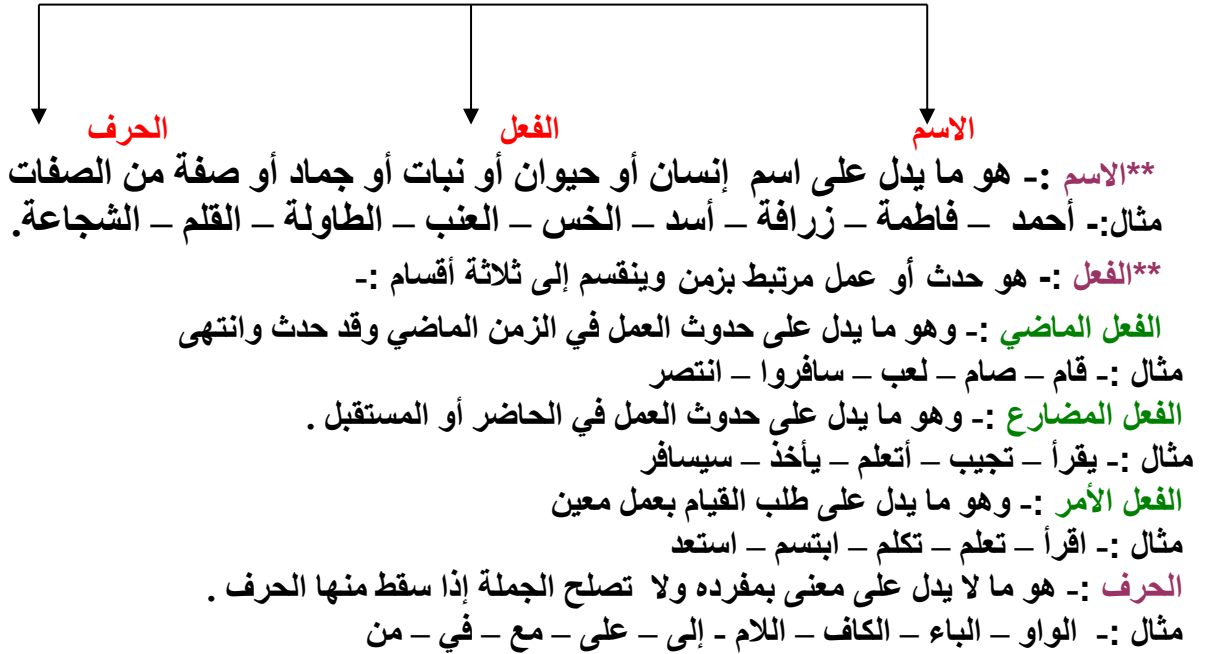 الاسم الفعل الحرف
**الاسم :- هو ما يدل على اسم إنسان أو حيوان أو نبات أو جماد أو صفة من الصفات
مثال:- أحمد – فاطمة – زرافة – أسد – الخس – العنب – الطاولة – القلم – الشجاعة.
**الفعل :- هو حدث أو عمل مرتبط بزمن وينقسم إلى ثلاثة أقسام :-
الفعل الماضي :- وهو ما يدل على حدوث العمل في الزمن الماضي وقد حدث وانتهى
مثال :- قام – صام – لعب – سافروا – انتصر
الفعل المضارع :- وهو ما يدل على حدوث العمل في الحاضر أو المستقبل .
مثال :- يقرأ – تجيب – أتعلم – يأخذ – سيسافر
الفعل الأمر :- وهو ما يدل على طلب القيام بعمل معين
مثال :- اقرأ – تعلم – تكلم – ابتسم – استعد
الحرف :- هو ما لا يدل على معنى بمفرده ولا تصلح الجملة إذا سقط منها الحرف .
مثال :- الواو – الباء – الكاف – اللام - إلى – على – مع – في – من